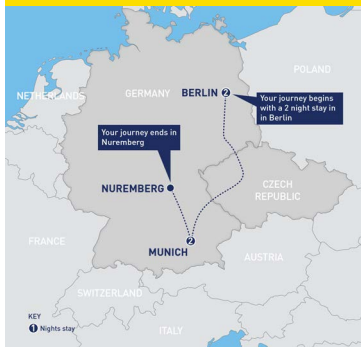 POLAND
NETHERLANDS
GERMANY
BERLIN 2
Your journey begins
with a 2 night stay in
in Berlin
Your journey ends in
Nuremberg
NUREMBERG
CZECH
REPUBLIC
FRANCE
MUNICH
2
AUSTRIA
SWITZERLAND
KEY
1 Nights stay
ITALY